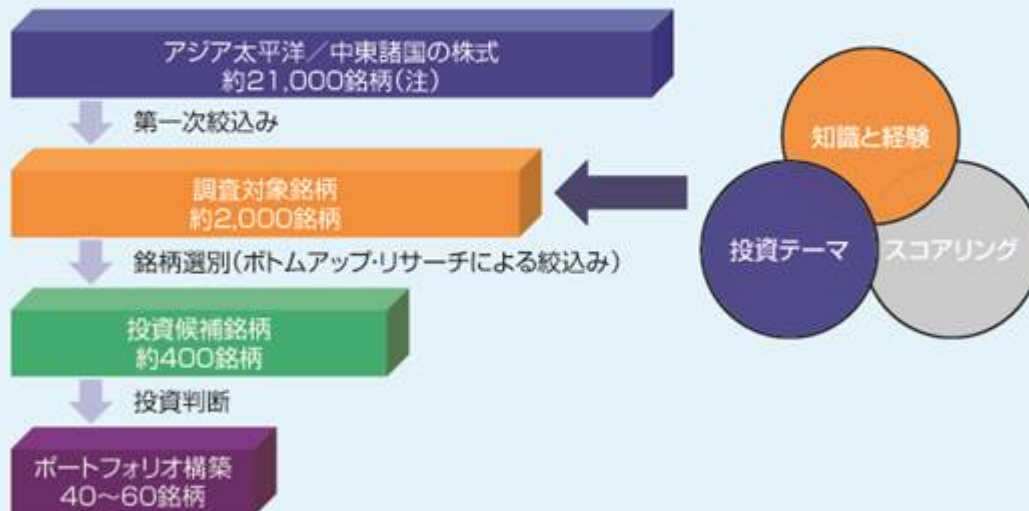 アジア太平洋／中東諸国の株式
約21,000銘柄(注)
第一次絞込み
調査対象銘柄
約2,000銘柄
銘柄選別(ボトムアップ・リサーチによる絞込み)
投資候補銘柄
約400銘柄
投資判断
ポートフォリオ構築
40～60銘柄
知識と経験
投資テーマ
スコアリング